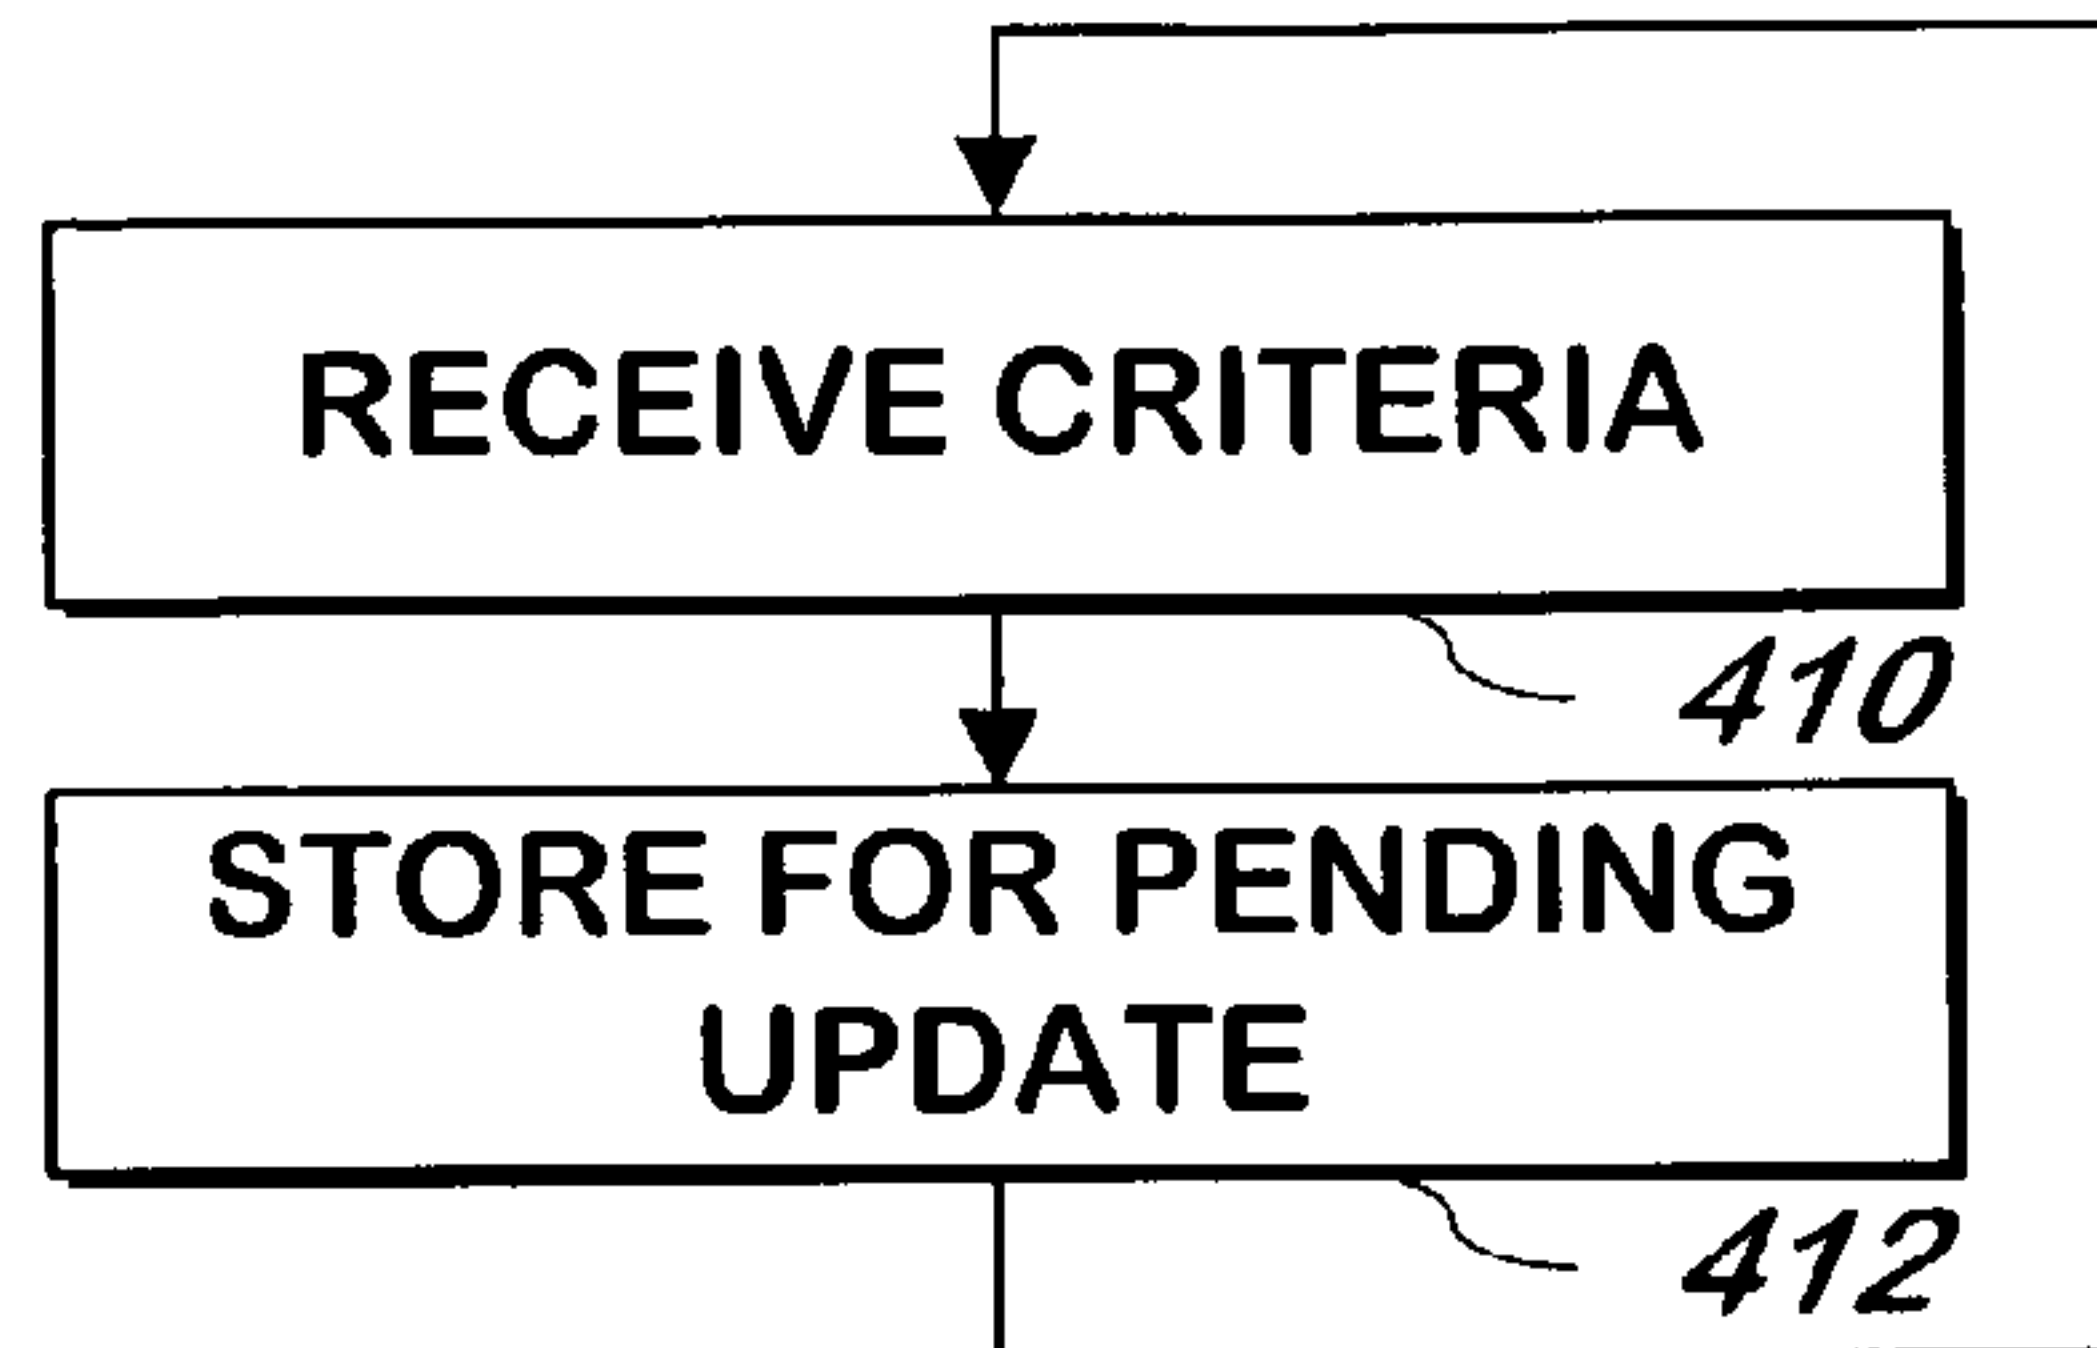 RECEIVE CRITERIA
410
STORE FOR PENDING
UPDATE
412